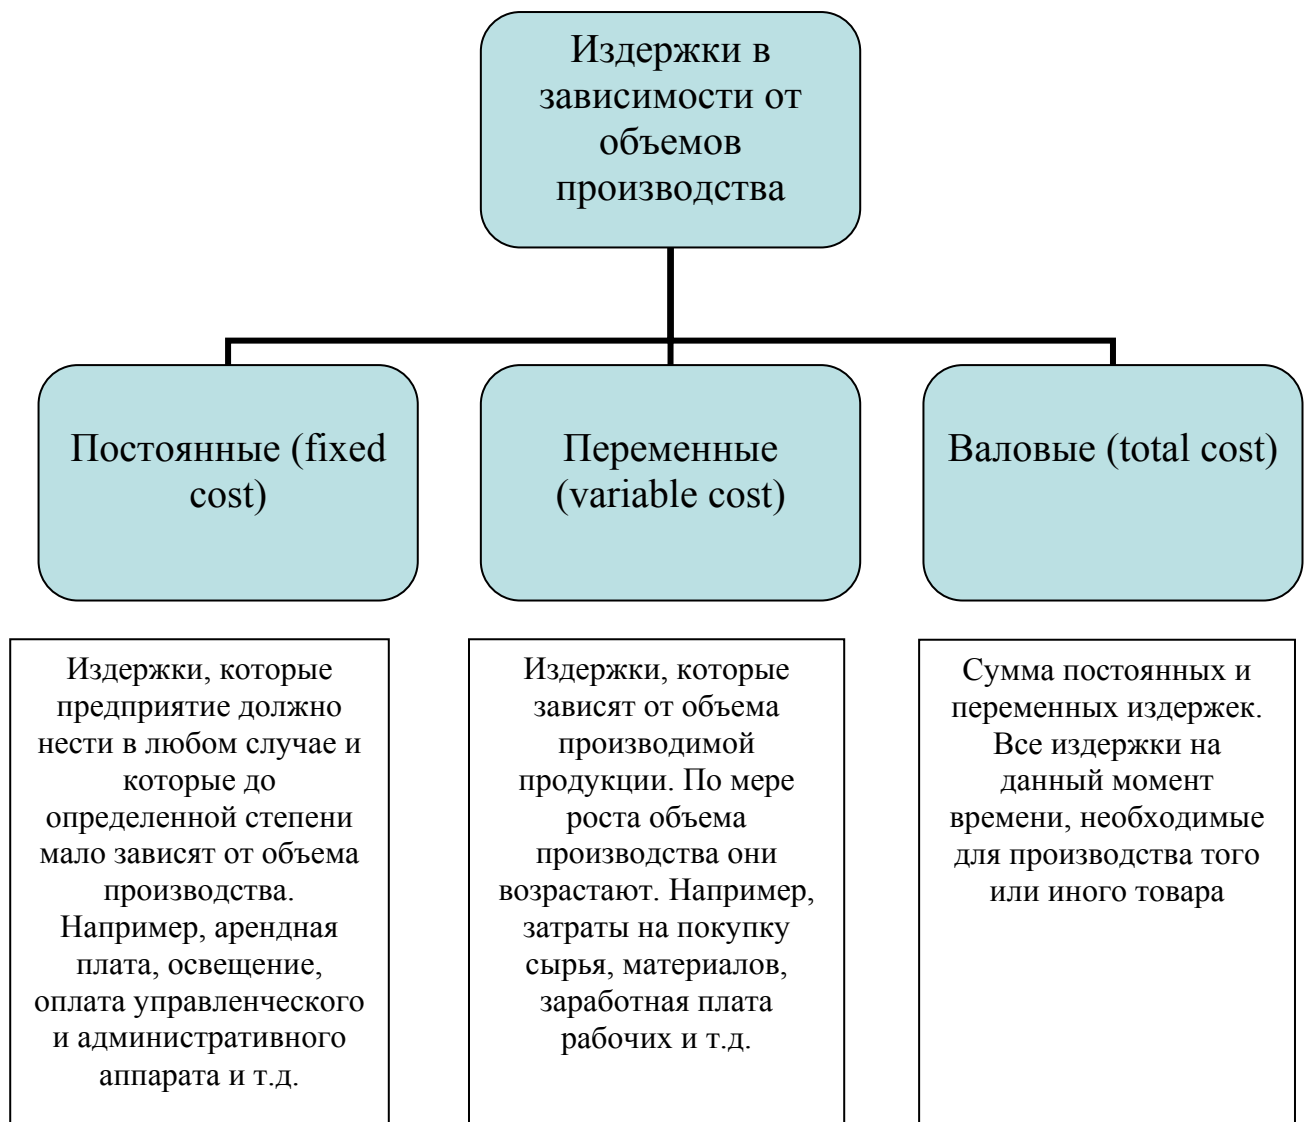 Издержки в
зависимости от
объемов
производства
Постоянные (fixed
cost)
Переменные
(variable cost)
Валовые (total cost)
Издержки, которые
предприятие должно
нести в любом случае и
которые до
определенной степени
мало зависят от объема
производства.
Например, арендная
плата, освещение,
оплата управленческого
и административного
аппарата и т.д.
Издержки, которые
зависят от объема
производимой
продукции. По мере
роста объема
производства они
возрастают. Например,
затраты на покупку
сырья, материалов,
заработная плата
рабочих и т.д.
Сумма постоянных и
переменных издержек.
Все издержки на
данный момент
времени, необходимые
для производства того
или иного товара